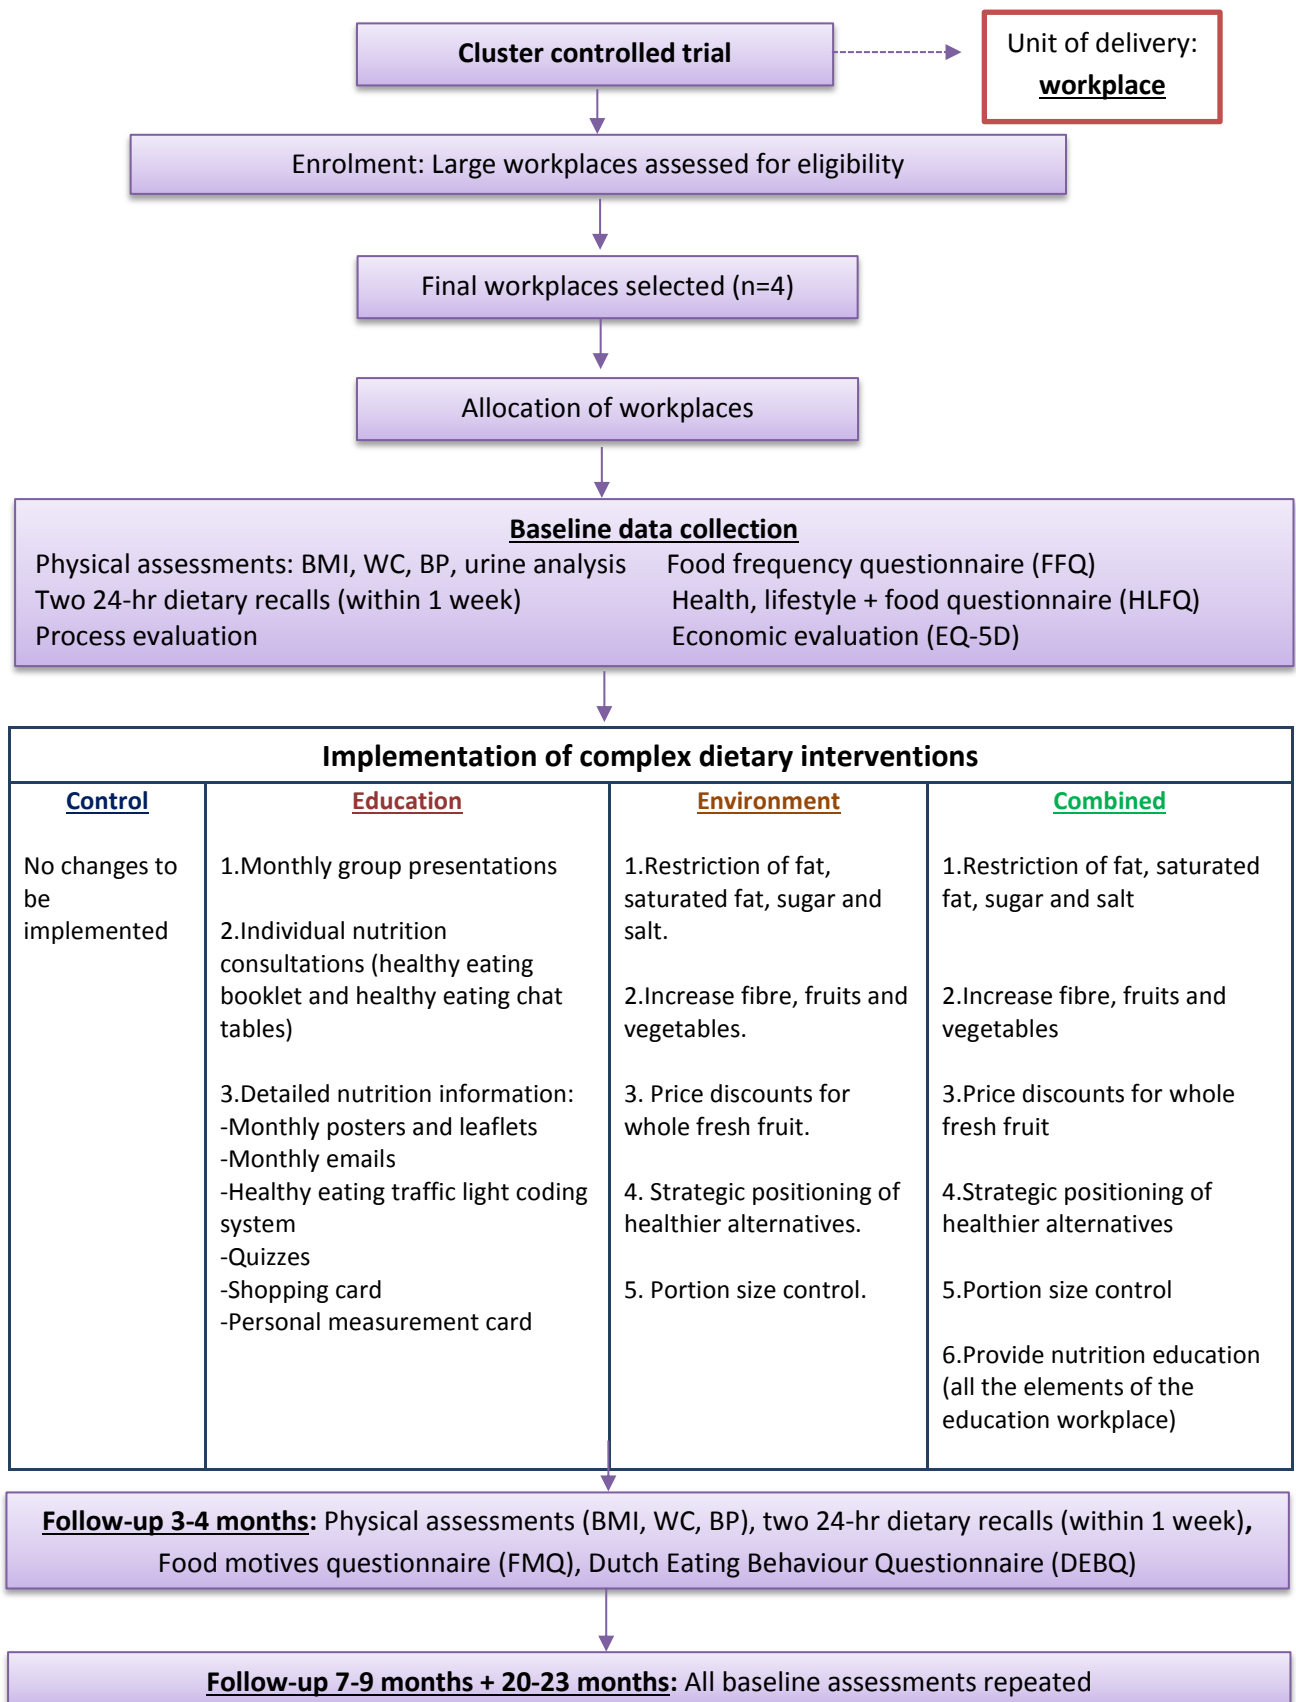 Cluster controlled trial
Unit of delivery:
workplace
Enrolment: Large workplaces assessed for eligibility
Final workplaces selected (n=4)
Allocation of workplaces
Baseline data collection
Physical assessments: BMI, WC, BP, urine analysis Food frequency questionnaire (FFQ)
Two 24-hr dietary recalls (within 1 week) Health, lifestyle + food questionnaire (HLFQ)
Process evaluation Economic evaluation (EQ-5D)
Implementation of complex dietary interventions
Control
No changes to
be
implemented
Education
1.Monthly group presentations
2.Individual nutrition
consultations (healthy eating
booklet and healthy eating chat
tables)
3.Detailed nutrition information:
-Monthly posters and leaflets
-Monthly emails
-Healthy eating traffic light coding
system
-Quizzes
-Shopping card
-Personal measurement card
Environment
1.Restriction of fat,
saturated fat, sugar and
salt.
2.Increase fibre, fruits and
vegetables.
3. Price discounts for
whole fresh fruit.
4. Strategic positioning of
healthier alternatives.
5. Portion size control.
Combined
1.Restriction of fat, saturated
fat, sugar and salt
2.Increase fibre, fruits and
vegetables
3.Price discounts for whole
fresh fruit
4.Strategic positioning of
healthier alternatives
5.Portion size control
6.Provide nutrition education
(all the elements of the
education workplace)
Follow-up 3-4 months: Physical assessments (BMI, WC, BP), two 24-hr dietary recalls (within 1 week),
Food motives questionnaire (FMQ), Dutch Eating Behaviour Questionnaire (DEBQ)
Follow-up 7-9 months + 20-23 months: All baseline assessments repeated